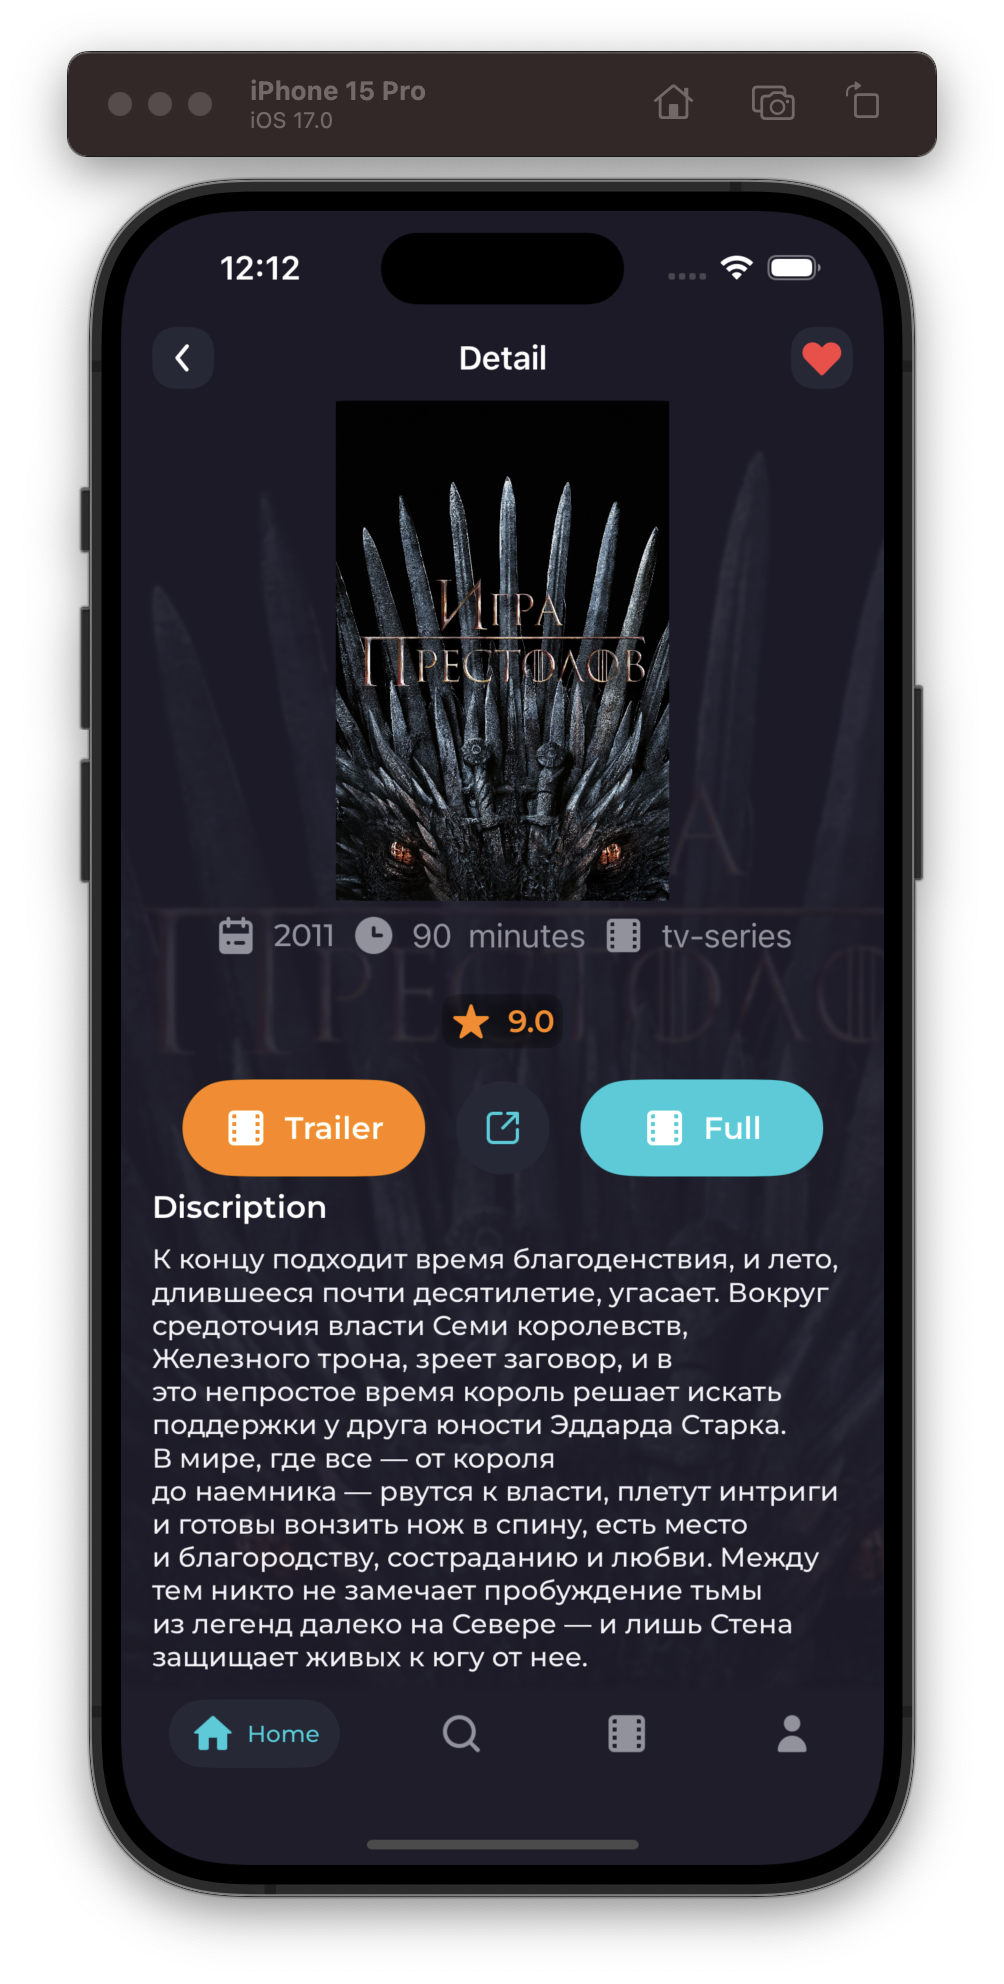 iPhone 15 Pro
iOS 17.0
12:12
Detail
ИГРА
ПРЕСТОЛОВ
А
ПРЕСТОЛО
2011 90 minutes tv-series
9.0
Trailer Full
Discription
К концу подходит время благоденствия, и лето,
длившееся почти десятилетие, угасает. Вокруг
средоточия власти Семи королевств,
Железного трона, зреет заговор, и в
это непростое время король решает искать
поддержки у друга юности Эддарда Старка.
В мире, где все — от короля
до наемника — рвутся к власти, плетут интриги
и готовы вонзить нож в спину, есть место
и благородству, состраданию и любви. Между
тем никто не замечает пробуждение тьмы
из легенд далеко на Севере — и лишь Стена
защищает живых к югу от нее.
Home